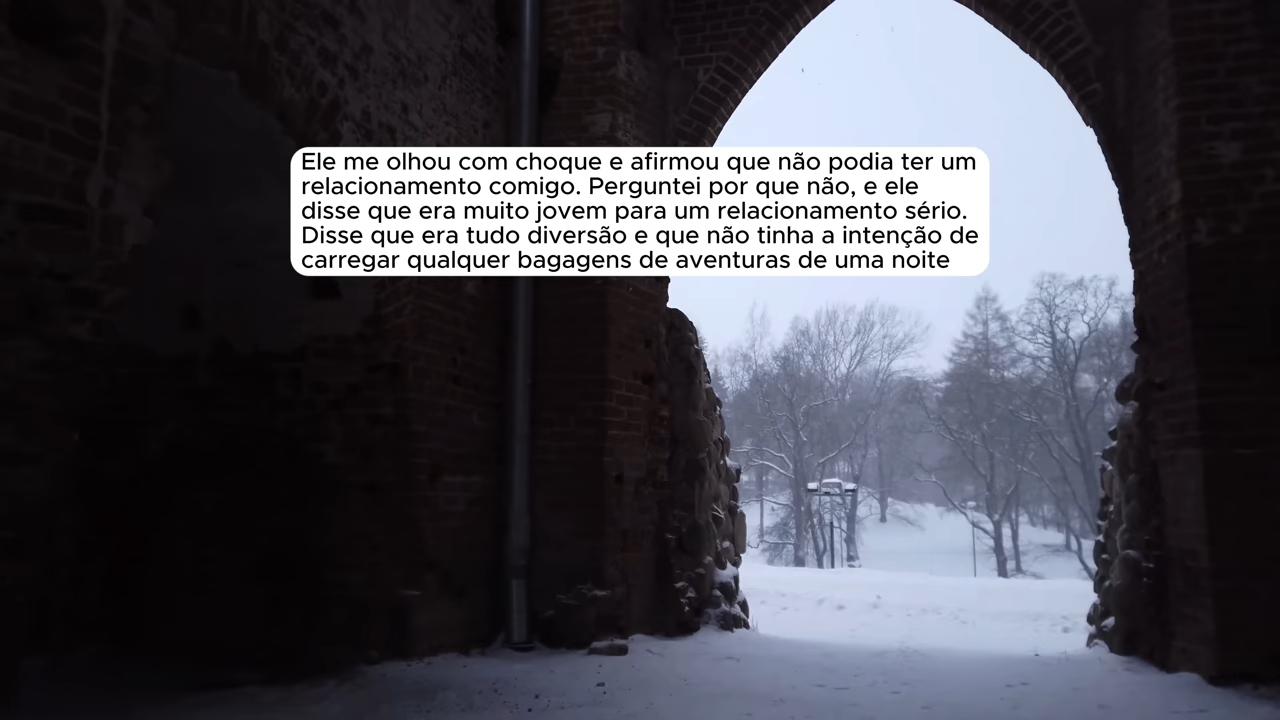 Ele me olhou com choque e afirmou que não podia ter um
relacionamento comigo. Perguntei por que não, e ele
disse que era muito jovem para um relacionamento sério.
Disse que era tudo diversão e que não tinha a intenção de
carregar qualquer bagagens de aventuras de uma noite